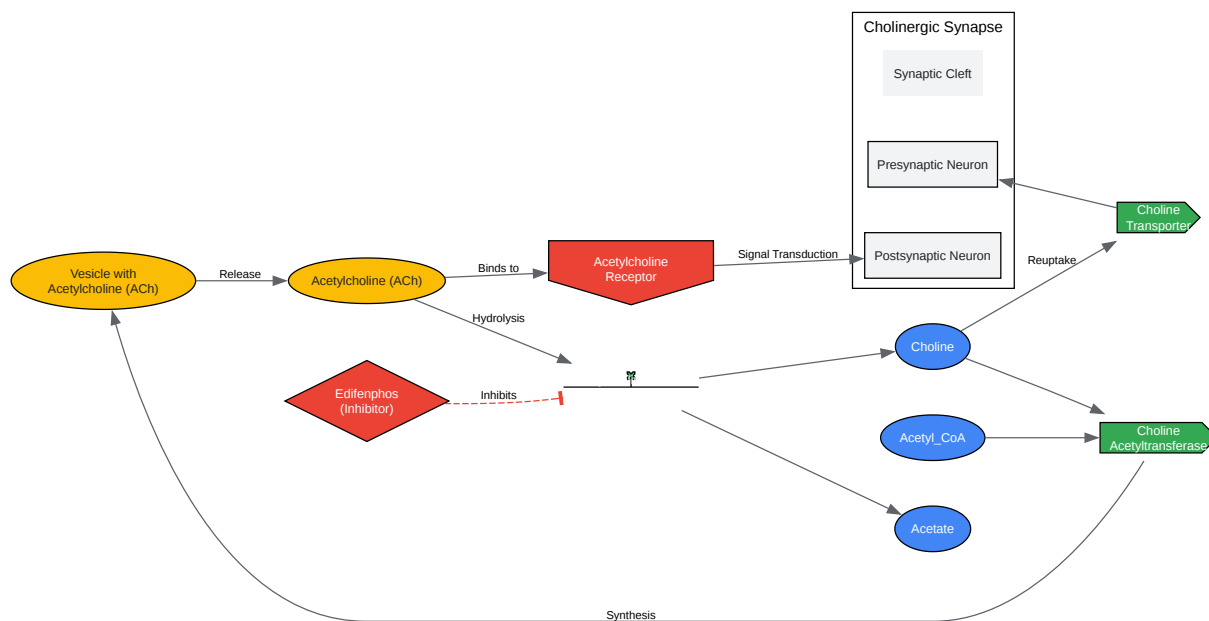 Cholinergic Synapse
Synaptic Cleft
Presynaptic Neuron
Postsynaptic Neuron
Choline
Transporter
Reuptake
Vesicle with
Acetylcholine (ACh)
Release
Acetylcholine (ACh)
Binds to
Acetylcholine
Receptor
Signal Transduction
Hydrolysis
Edifenphos
(Inhibitor)
Inhibits
Choline
Acetyl_CoA
Choline
Acetyltransferase
Acetate
Synthesis